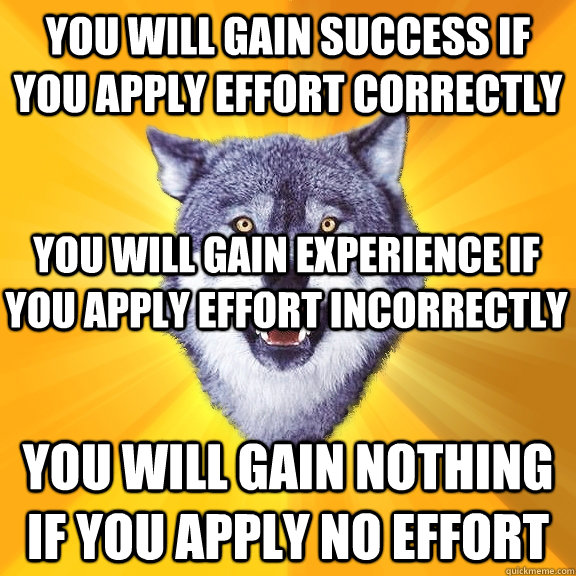 YOU WILL GAIN SUCCESS IF
YOU APPLY EFFORT CORRECTLY
YOU WILL GAIN EXPERIENCE IF
YOU APPLY EFFORT INCORRECTLY
YOU WILL GAIN NOTHING
IF YOU APPLY NO EFFORT
quickmeme.com